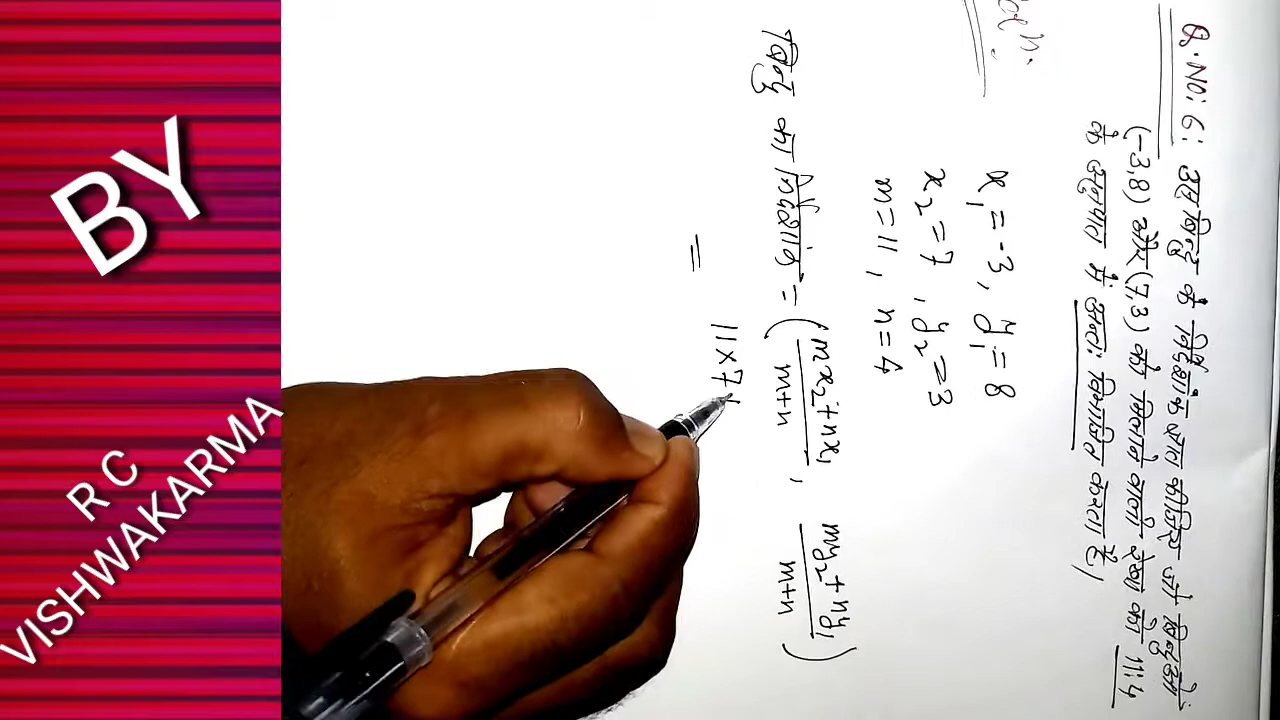 Q.No: 6: उस बिन्दु के निर्देशांक ज्ञात कीजिए जो बिन्दुओं
(-3,8) और (7,3) को मिलाने वाली रेखा को 11:4
के अनुपात में अन्तः विभाजित करता है।
Solⁿ.
x₁ = -3, y₁ = 8
x₂ = 7, y₂ = 3
m = 11, n = 4
बिन्दु का निर्देशांक = (mx₂+nx₁/m+n, my₂+ny₁/m+n)
= 11×7+
BY
R C
VISHWAKARMA